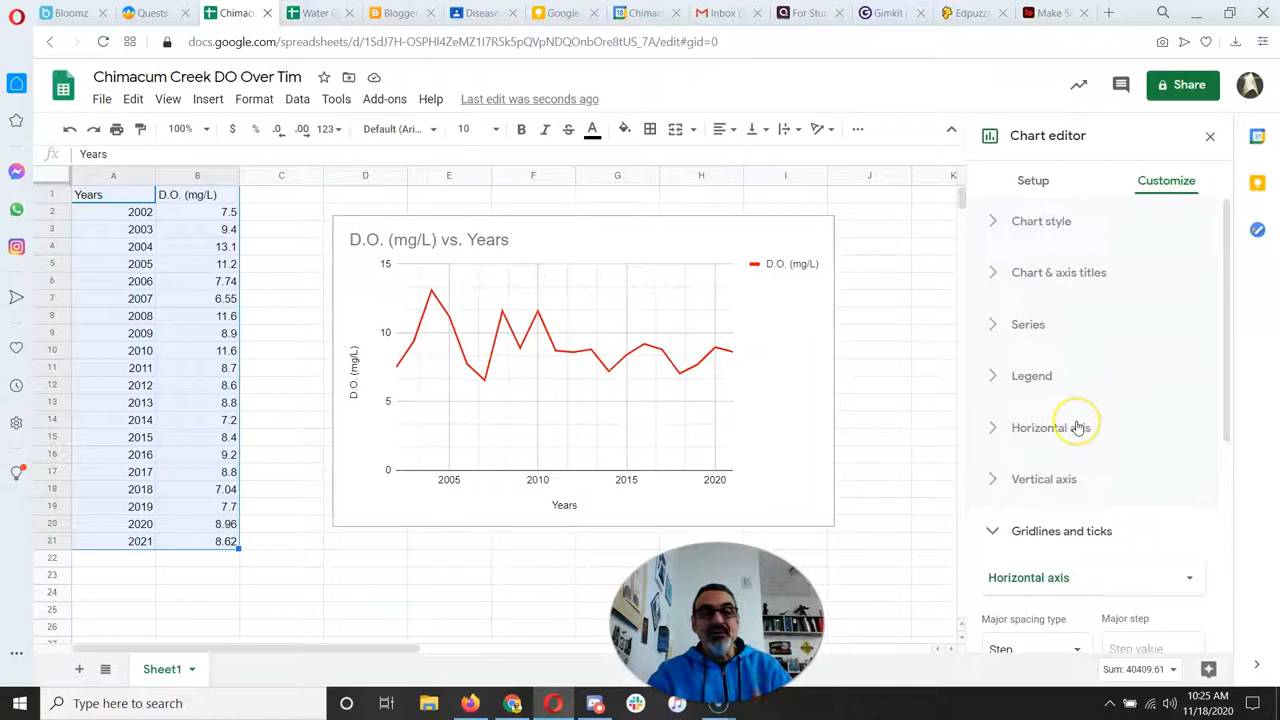 Bloomz Quests Chimac Water D Blogger Disease Google Chimac Inbox ( For Stu Gimkit Edpuzz Make S
docs.google.com/spreadsheets/d/1SdJ7H-OSPHl4ZeMZ1I7R5k5pQVpNDQOnbOre8tUS_7A/edit#gid=0
Chimacum Creek DO Over Tim
Share
File Edit View Insert Format Data Tools Add-ons Help Last edit was seconds ago
100% $ % .0 .00 123 Default (Ari... 10 B I S A
fx Years
Chart editor
Setup Customize
A B C D E F G H I J K
1 Years D.O. (mg/L)
2 2002 7.5
3 2003 9.4
4 2004 13.1
5 2005 11.2
6 2006 7.74
7 2007 6.55
8 2008 11.6
9 2009 8.9
10 2010 11.6
11 2011 8.7
12 2012 8.6
13 2013 8.8
14 2014 7.2
15 2015 8.4
16 2016 9.2
17 2017 8.8
18 2018 7.04
19 2019 7.7
20 2020 8.96
21 2021 8.62
22
23
24
25
26
D.O. (mg/L) vs. Years
D.O. (mg/L)
15
10
5
0
D.O. (mg/L)
2005 2010 2015 2020
Years
Chart style
Chart & axis titles
Series
Legend
Horizontal axis
Vertical axis
Gridlines and ticks
Horizontal axis
Major spacing type Major step
Step Step value
Sheet1
Sum: 40409.61
Type here to search
10:25 AM
11/18/2020